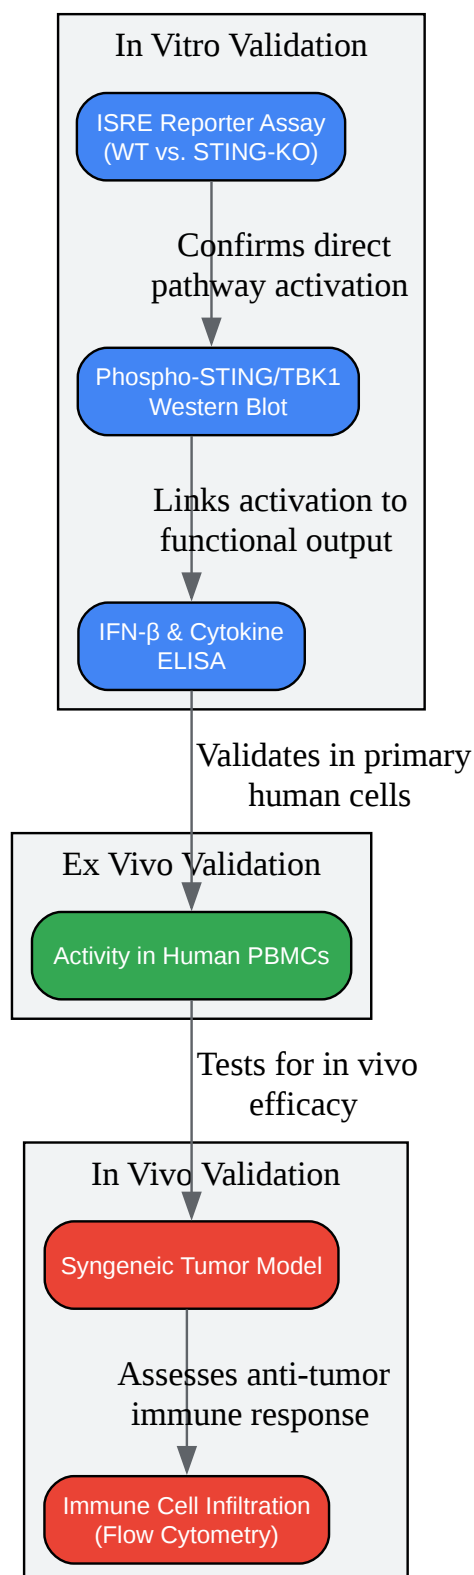 In Vitro Validation
ISRE Reporter Assay
(WT vs. STING-KO)
Confirms direct
pathway activation
Phospho-STING/TBK1
Western Blot
Links activation to
functional output
IFN-β & Cytokine
ELISA
Validates in primary
human cells
Ex Vivo Validation
Activity in Human PBMCs
Tests for in vivo
efficacy
In Vivo Validation
Syngeneic Tumor Model
Assesses anti-tumor
immune response
Immune Cell Infiltration
(Flow Cytometry)